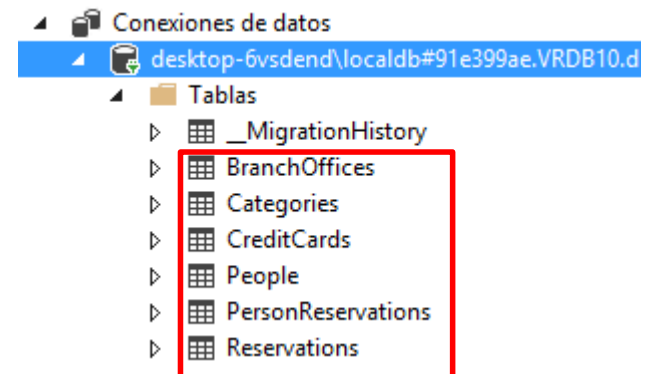 Conexiones de datos
desktop-6vsdend\localdb#91e399ae.VRDB10.d
Tablas
__MigrationHistory
BranchOffices
Categories
CreditCards
People
PersonReservations
Reservations